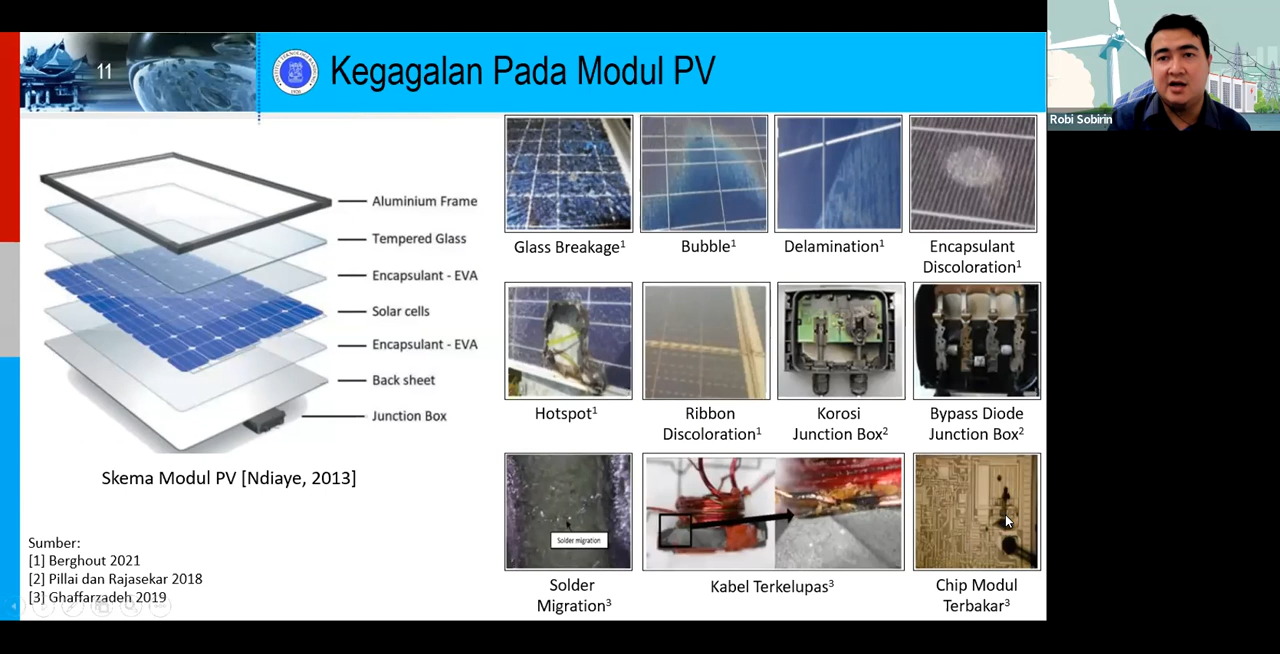 11
Kegagalan Pada Modul PV
Robi Sobirin
Aluminium Frame
Tempered Glass
Encapsulant - EVA
Solar cells
Encapsulant - EVA
Back sheet
Junction Box
Skema Modul PV [Ndiaye, 2013]
Glass Breakage¹
Bubble¹
Delamination¹
Encapsulant
Discoloration¹
Hotspot¹
Ribbon
Discoloration¹
Korosi
Junction Box²
Bypass Diode
Junction Box²
Solder migration
Solder
Migration³
Kabel Terkelupas³
Chip Modul
Terbakar³
Sumber:
[1] Berghout 2021
[2] Pillai dan Rajasekar 2018
[3] Ghaffarzadeh 2019